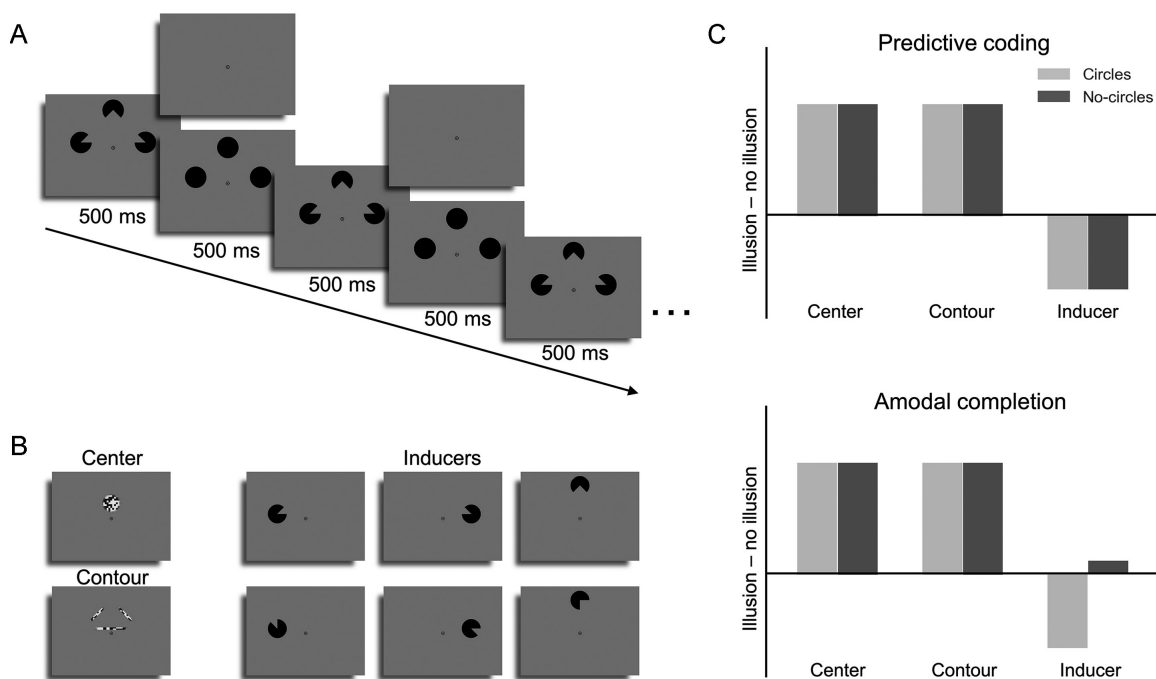 A
500 ms
500 ms
500 ms
500 ms
500 ms
...
B
Center
Inducers
Contour
C
Predictive coding
Circles
No-circles
Illusion – no illusion
Center Contour Inducer
Amodal completion
Illusion – no illusion
Center Contour Inducer